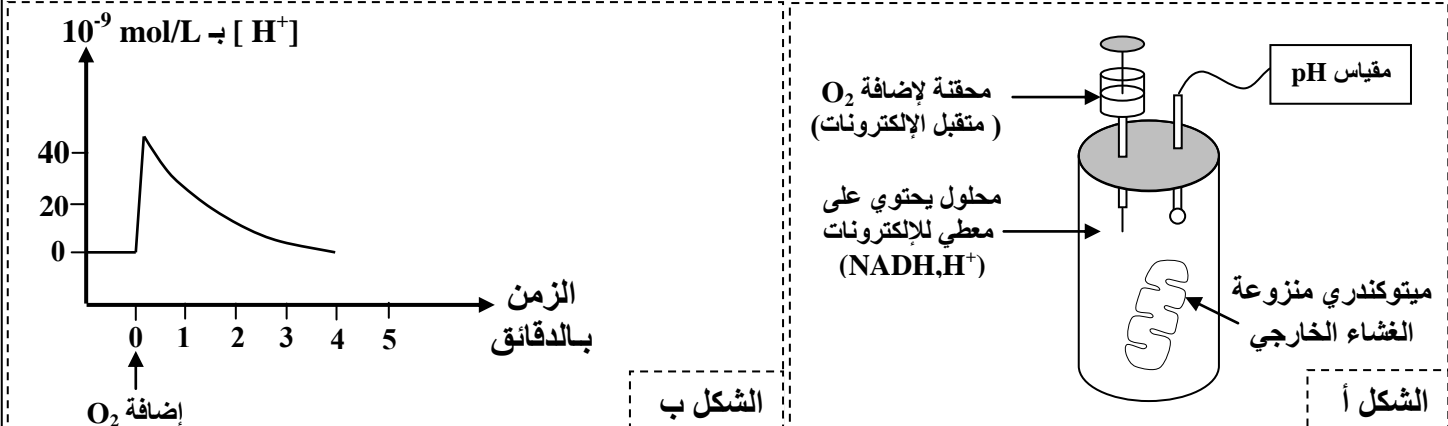 مقياس pH
محقنة لإضافة O₂
( متقبل الإلكترونات)
محلول يحتوي على
معطي للإلكترونات
(NADH,H⁺)
ميتوكندري منزوعة
الغشاء الخارجي
الشكل أ
[ H⁺] بـ 10⁻⁹ mol/L
40
20
0
0 1 2 3 4 5
الزمن
بالدقائق
إضافة O₂
الشكل ب